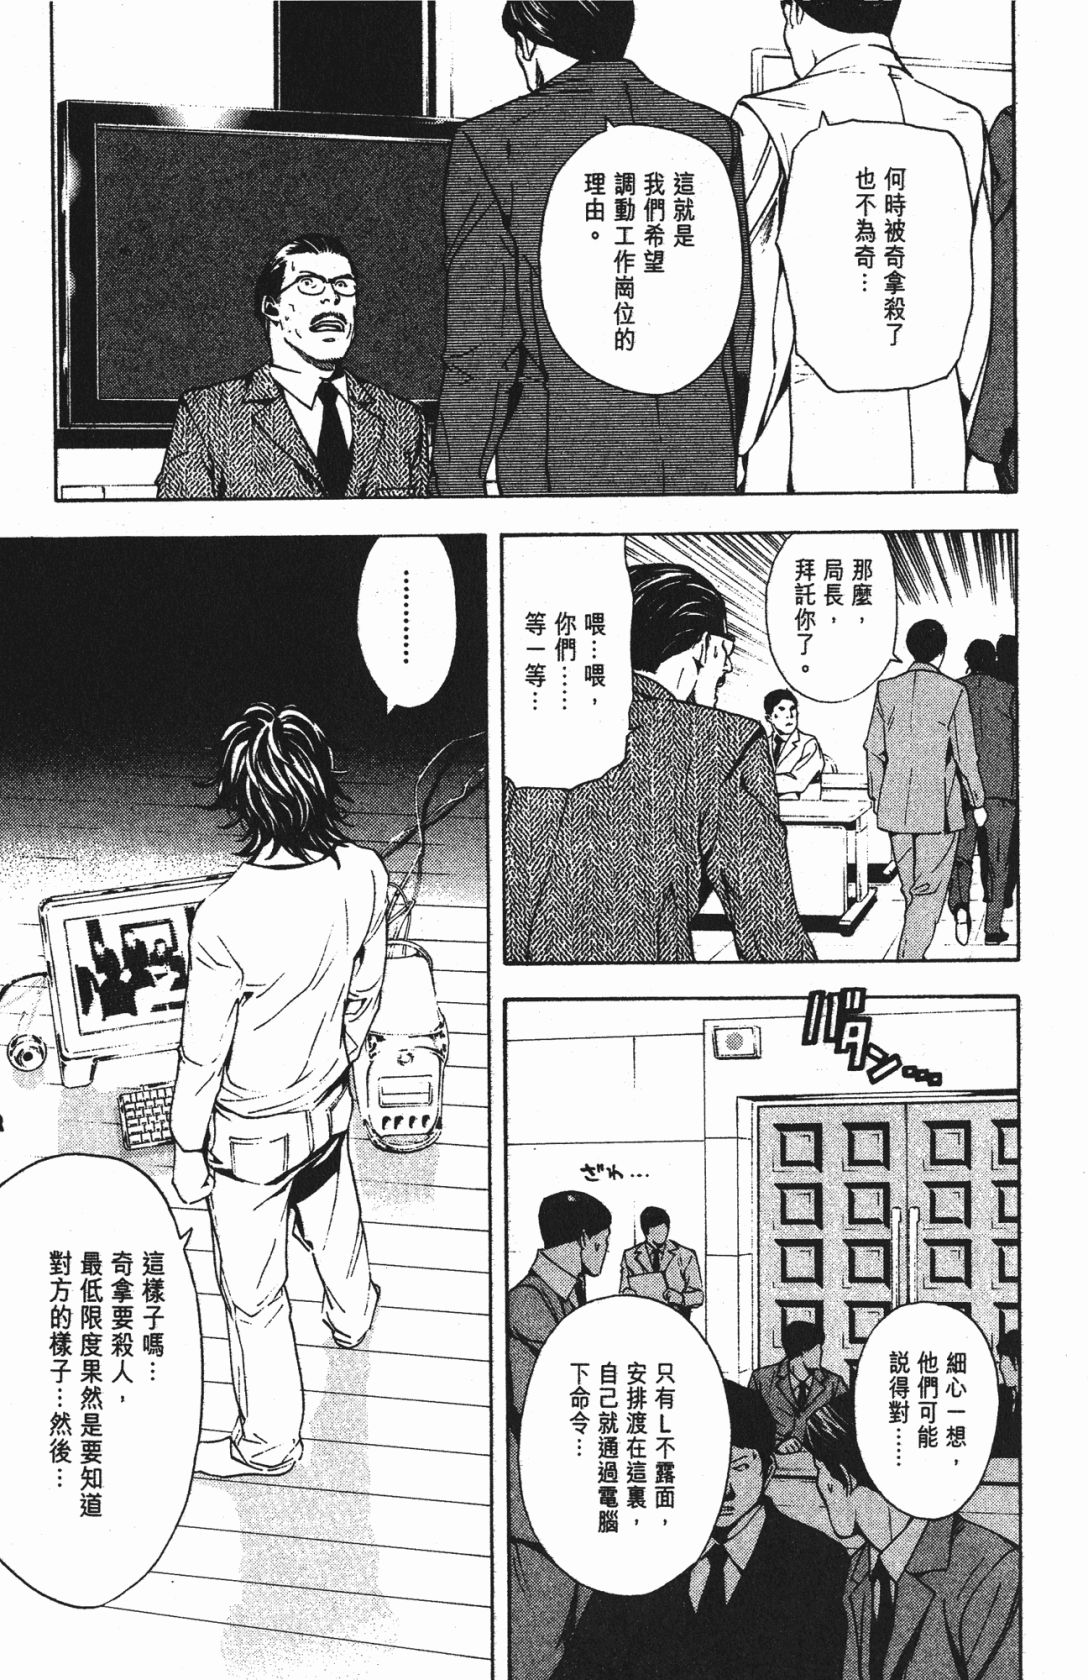 何時被奇拿殺了
也不為奇…
這就是
我們希望
調動工作崗位的
理由。
那麼，
局長，
拜託你了。
喂…喂，
你們……
等一等…
バタン…
ざわ…
細心一想，
他們可能
説得對……
只有L不露面，
安排渡在這裏，
自己就通過電腦
下命令…
…………
這樣子嗎…
奇拿要殺人，
最低限度果然是要知道
對方的樣子…然後…